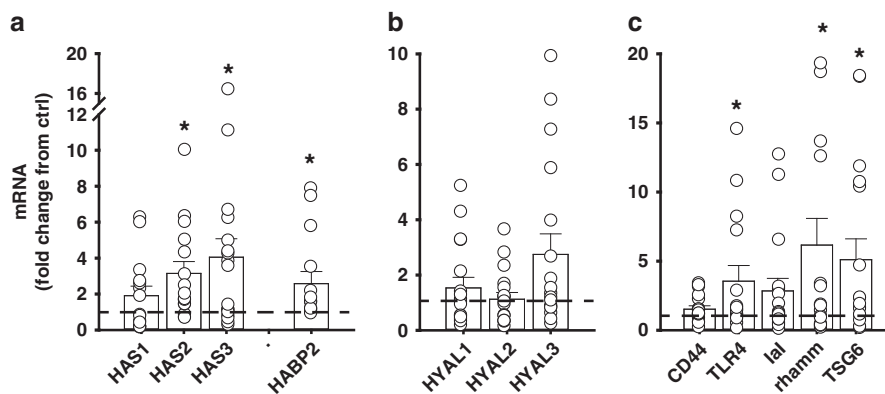 a
mRNA
(fold change from ctrl)
20
16
12
10
8
6
4
2
0
*
*
*
HAS1
HAS2
HAS3
.
HABP2
b
10
8
6
4
2
0
HYAL1
HYAL2
HYAL3
c
20
15
10
5
0
*
*
*
CD44
TLR4
lal
rhamm
TSG6